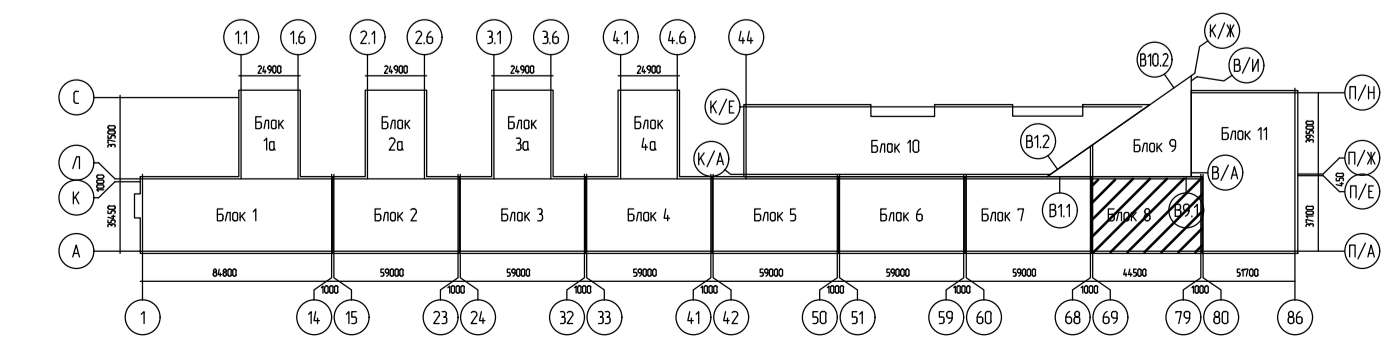 1.1 1.6 2.1 2.6 3.1 3.6 4.1 4.6 44 К/Ж
24900 24900 24900 24900 В10.2 В/И
С К/Е П/Н
37500 Блок 1а Блок 2а Блок 3а Блок 4а Блок 10 В1.2 Блок 9 Блок 11 39500
Л К/А П/Ж
1000 В/А 450
К П/Е
35450 Блок 1 Блок 2 Блок 3 Блок 4 Блок 5 Блок 6 Блок 7 В1.1 Блок 8 В9.1 37100
А П/А
84800 59000 59000 59000 59000 59000 59000 44500 51700
1000 1000 1000 1000 1000 1000 1000 1000
1 14 15 23 24 32 33 41 42 50 51 59 60 68 69 79 80 86